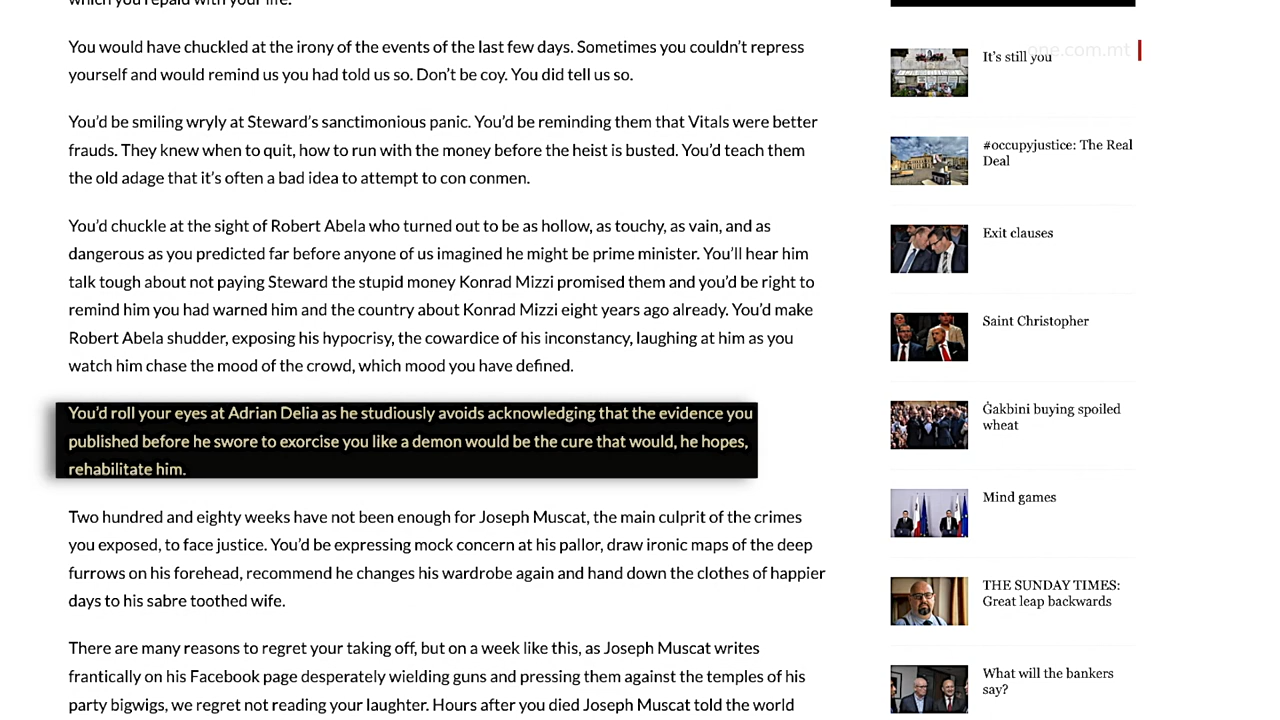 which you repaid with your life.
You would have chuckled at the irony of the events of the last few days. Sometimes you couldn’t repress
yourself and would remind us you had told us so. Don’t be coy. You did tell us so.
You’d be smiling wryly at Steward’s sanctimonious panic. You’d be reminding them that Vitals were better
frauds. They knew when to quit, how to run with the money before the heist is busted. You’d teach them
the old adage that it’s often a bad idea to attempt to con conmen.
You’d chuckle at the sight of Robert Abela who turned out to be as hollow, as touchy, as vain, and as
dangerous as you predicted far before anyone of us imagined he might be prime minister. You’ll hear him
talk tough about not paying Steward the stupid money Konrad Mizzi promised them and you’d be right to
remind him you had warned him and the country about Konrad Mizzi eight years ago already. You’d make
Robert Abela shudder, exposing his hypocrisy, the cowardice of his inconstancy, laughing at him as you
watch him chase the mood of the crowd, which mood you have defined.
You’d roll your eyes at Adrian Delia as he studiously avoids acknowledging that the evidence you
published before he swore to exorcise you like a demon would be the cure that would, he hopes,
rehabilitate him.
Two hundred and eighty weeks have not been enough for Joseph Muscat, the main culprit of the crimes
you exposed, to face justice. You’d be expressing mock concern at his pallor, draw ironic maps of the deep
furrows on his forehead, recommend he changes his wardrobe again and hand down the clothes of happier
days to his sabre toothed wife.
There are many reasons to regret your taking off, but on a week like this, as Joseph Muscat writes
frantically on his Facebook page desperately wielding guns and pressing them against the temples of his
party bigwigs, we regret not reading your laughter. Hours after you died Joseph Muscat told the world
one.com.mt
It’s still you
#occupyjustice: The Real
Deal
Exit clauses
Saint Christopher
Ġakbini buying spoiled
wheat
Mind games
THE SUNDAY TIMES:
Great leap backwards
What will the bankers
say?